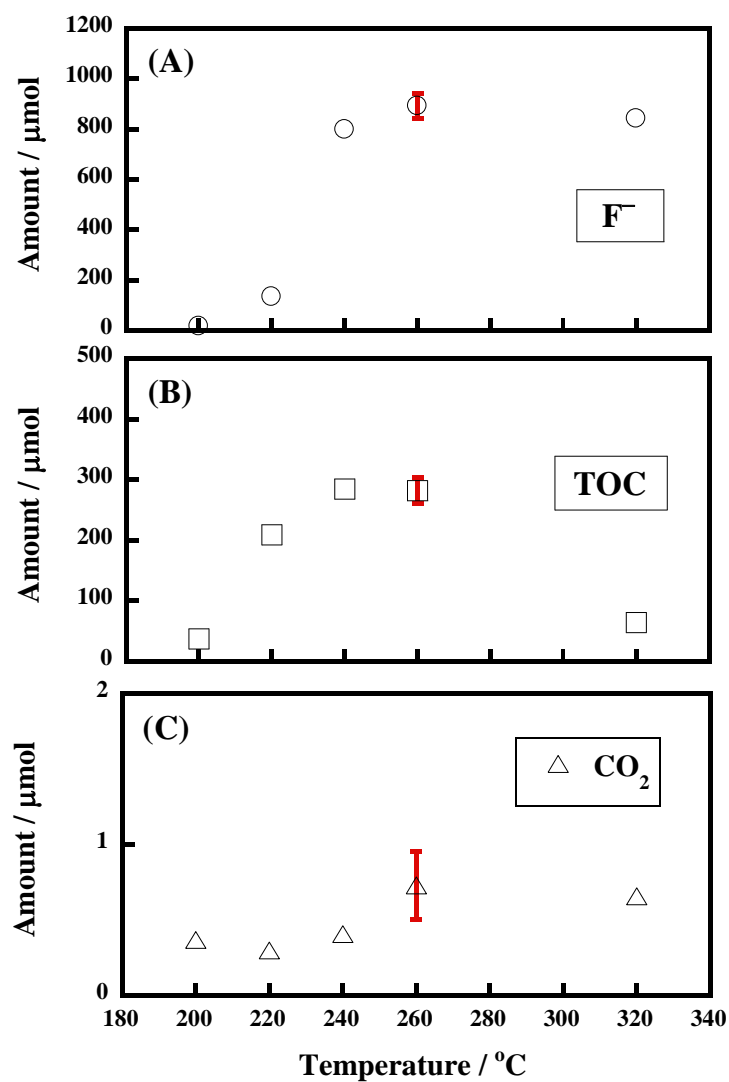 1200
(A)
1000
800
600
400
200
0
Amount / μmol
F⁻
500
(B)
400
300
200
100
0
Amount / μmol
TOC
2
(C)
1
0
Amount / μmol
CO₂
180 200 220 240 260 280 300 320 340
Temperature / °C